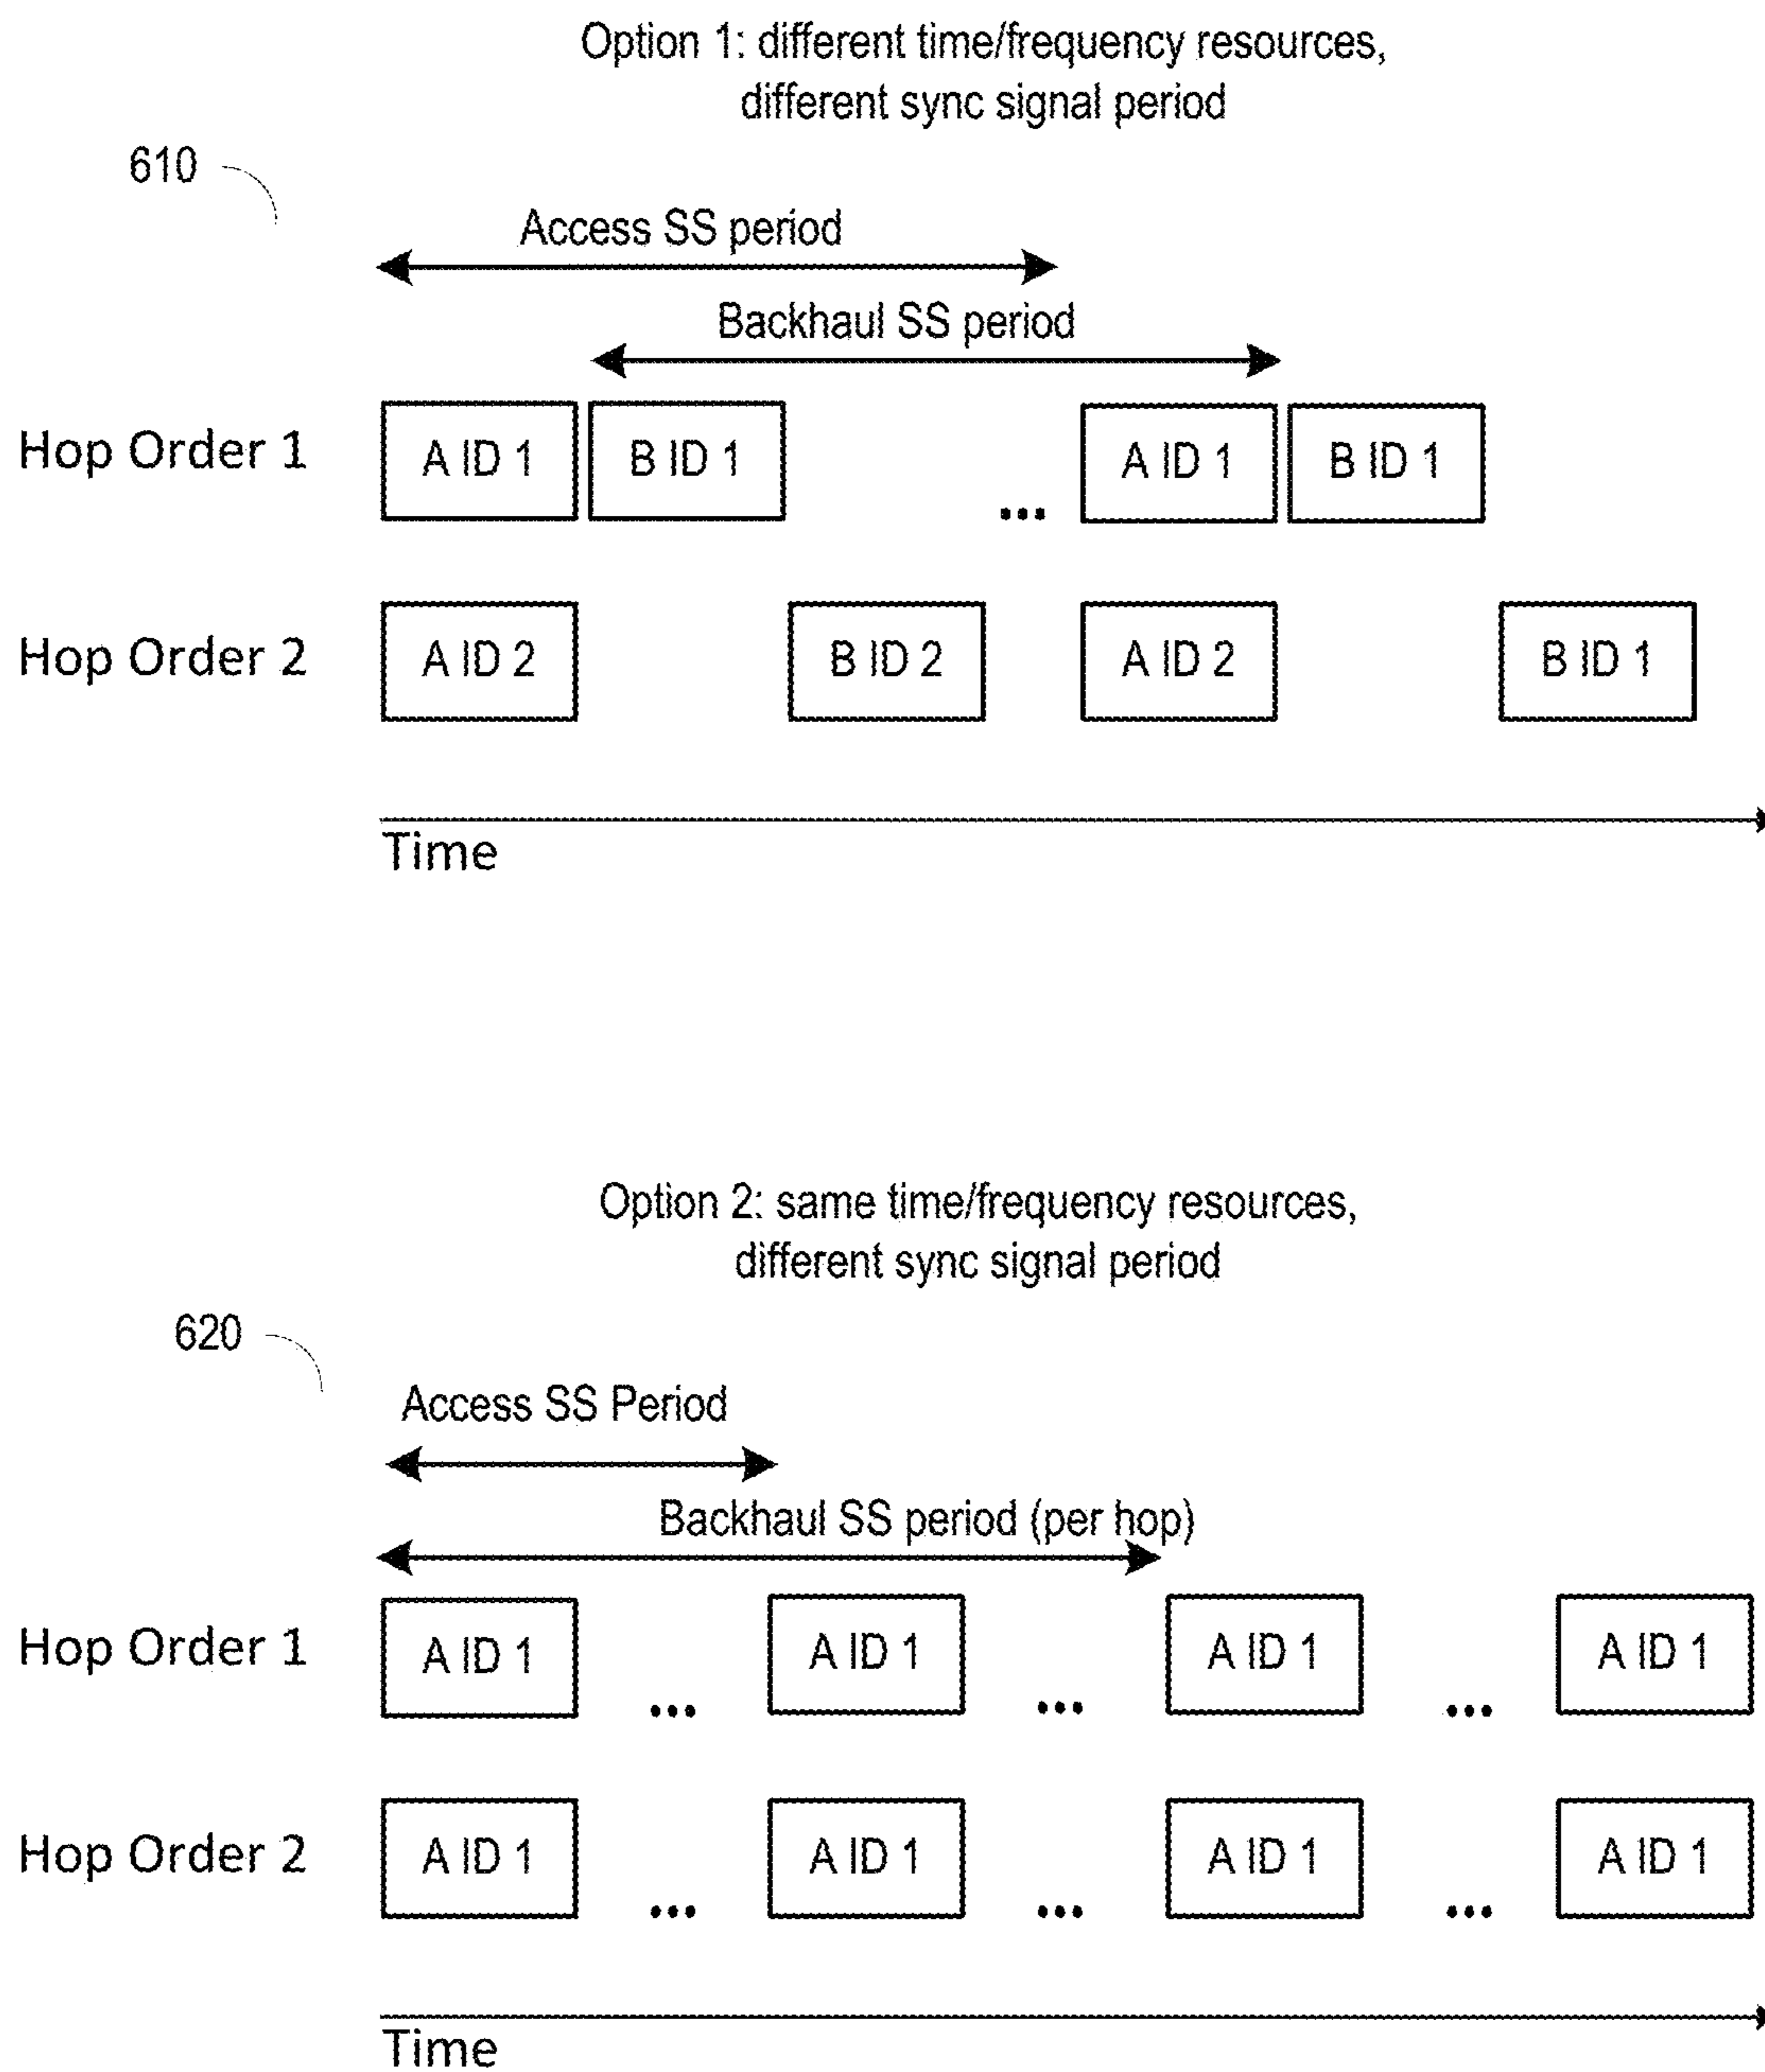 Option 1: different time/frequency resources,
different sync signal period
610
Access SS period
Backhaul SS period
Hop Order 1
A ID 1
B ID 1
...
A ID 1
B ID 1
Hop Order 2
A ID 2
B ID 2
A ID 2
B ID 1
Time
Option 2: same time/frequency resources,
different sync signal period
620
Access SS Period
Backhaul SS period (per hop)
Hop Order 1
A ID 1
...
A ID 1
...
A ID 1
...
A ID 1
Hop Order 2
A ID 1
...
A ID 1
...
A ID 1
...
A ID 1
Time